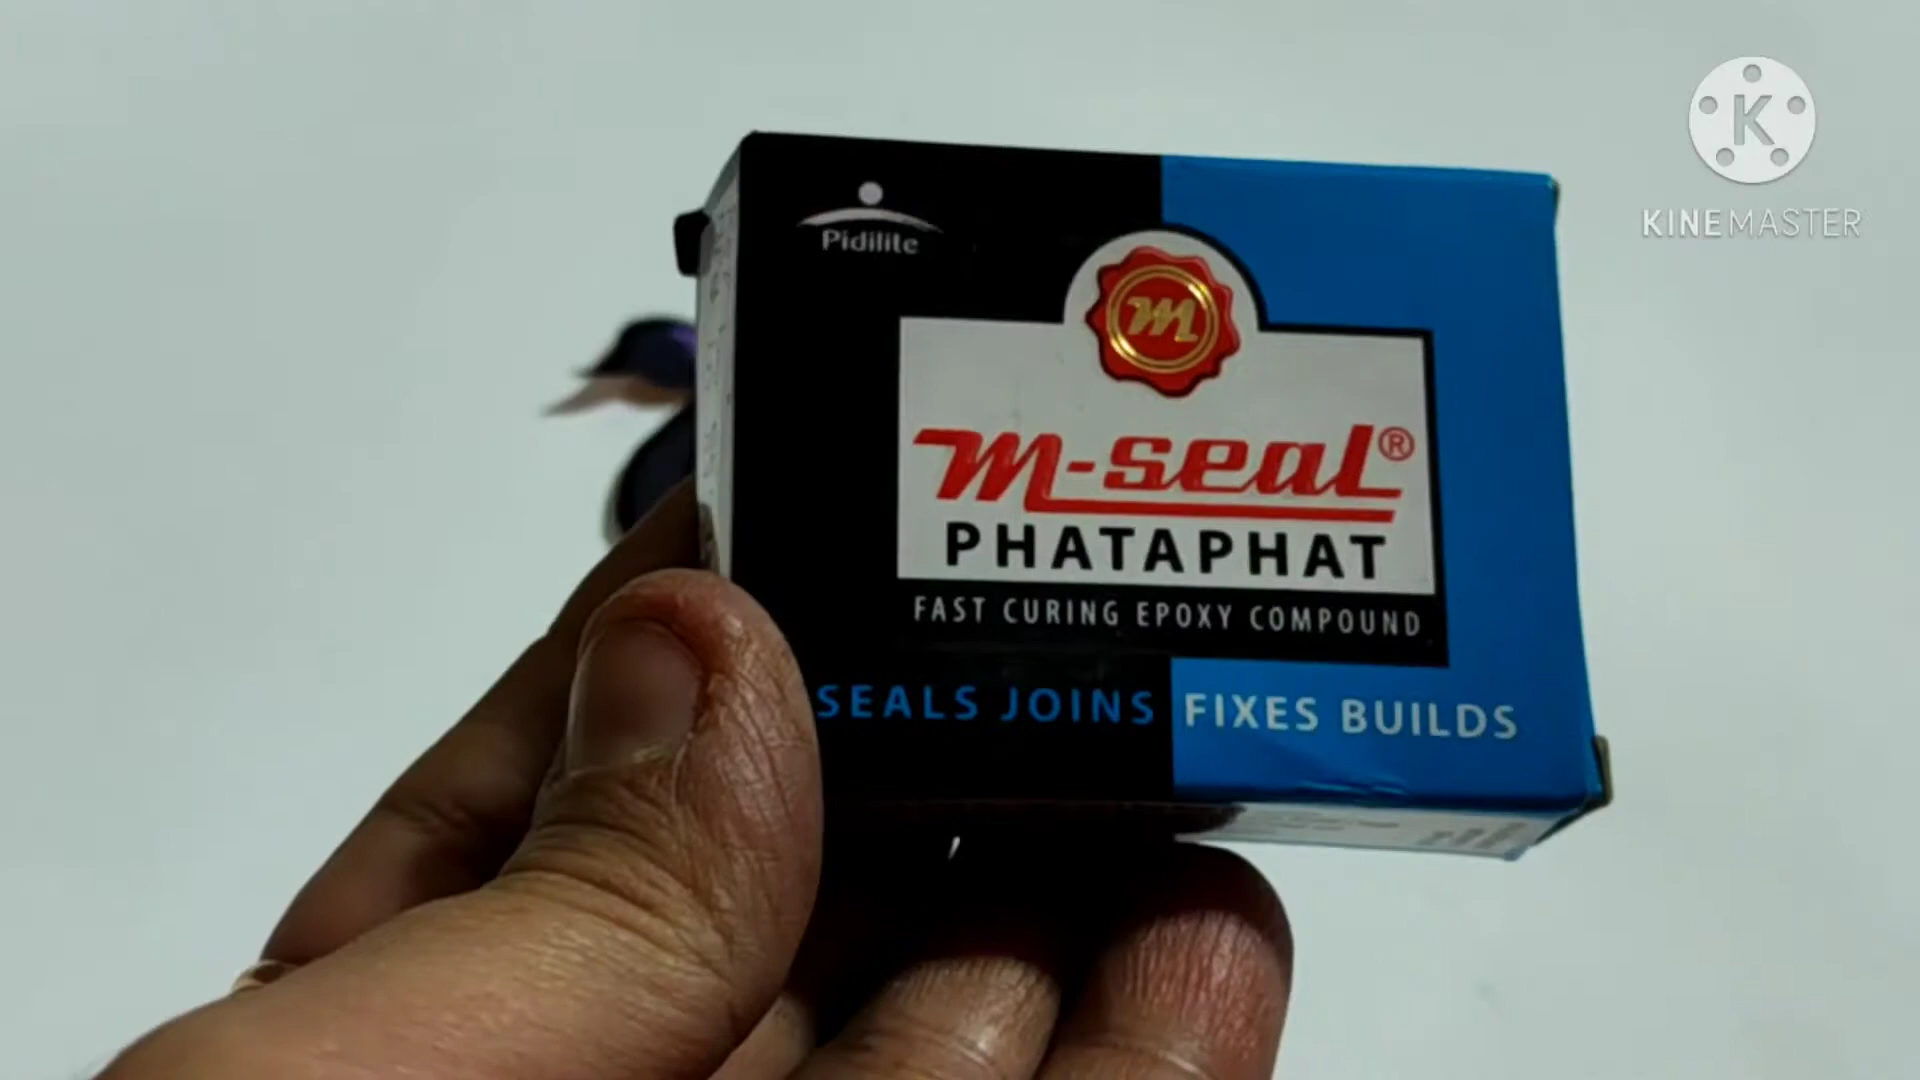 Pidilite
m
m-seal®
PHATAPHAT
FAST CURING EPOXY COMPOUND
SEALS JOINS FIXES BUILDS
K
KINEMASTER